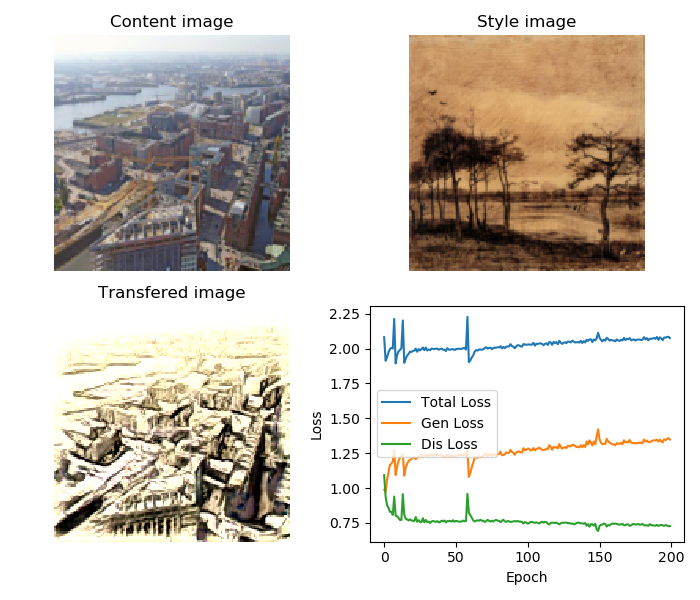 Content image
Style image
Transfered image
2.25
2.00
1.75
1.50
1.25
1.00
0.75
Loss
Total Loss
Gen Loss
Dis Loss
0
50
100
150
200
Epoch